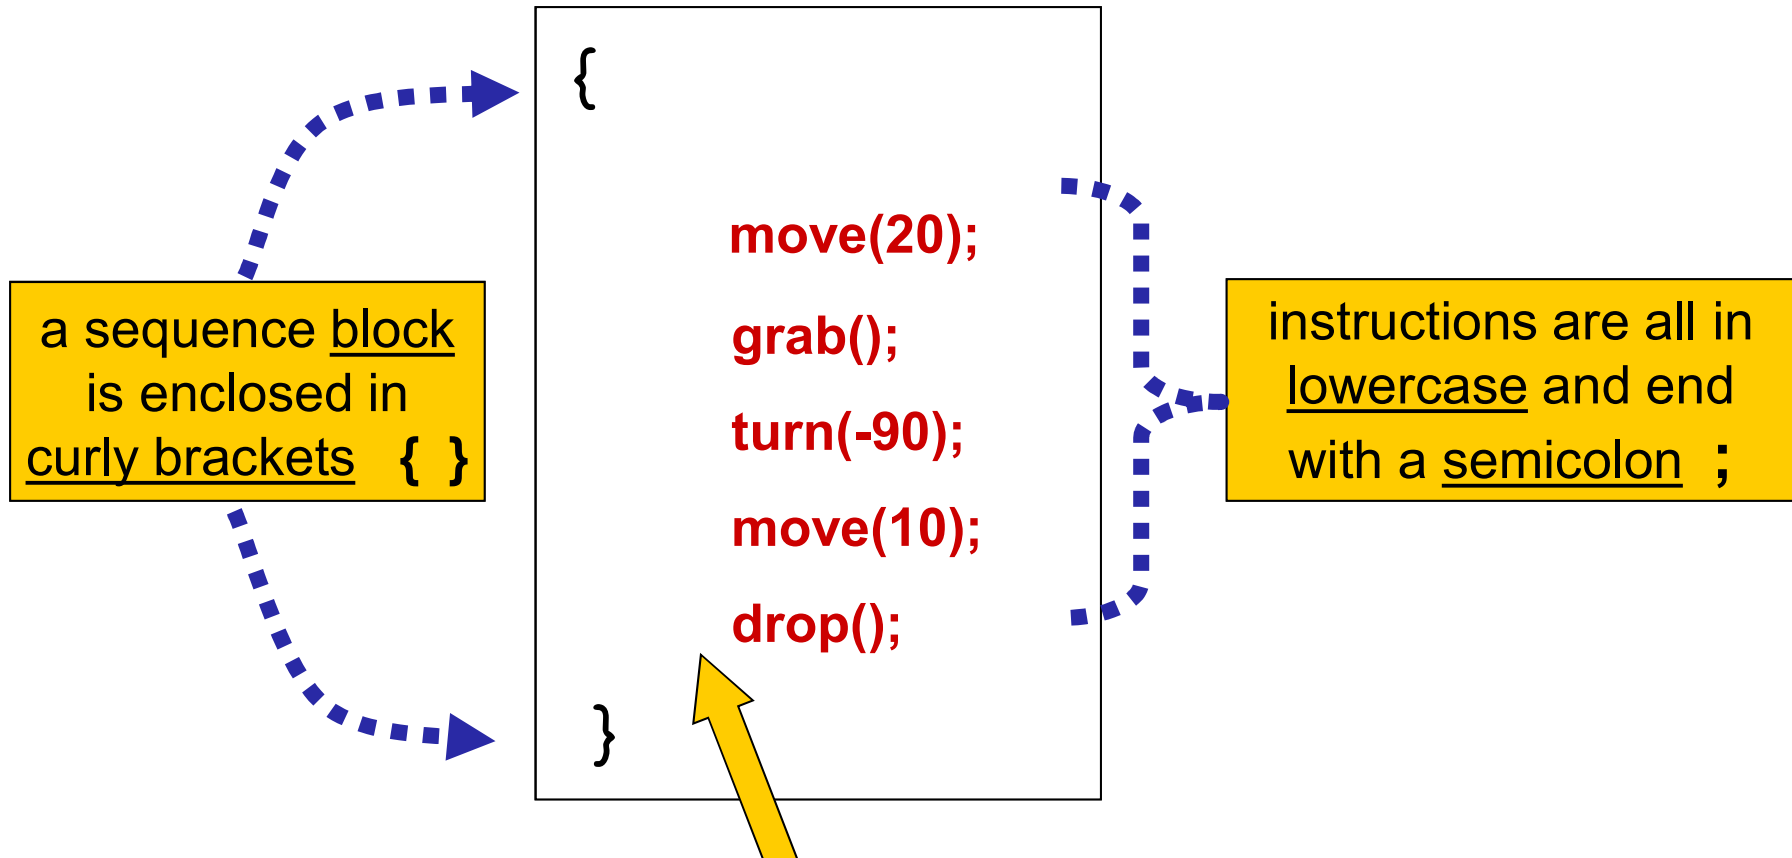 {
move(20);
grab();
turn(-90);
move(10);
drop();
}
a sequence block
is enclosed in
curly brackets { }
instructions are all in
lowercase and end
with a semicolon ;